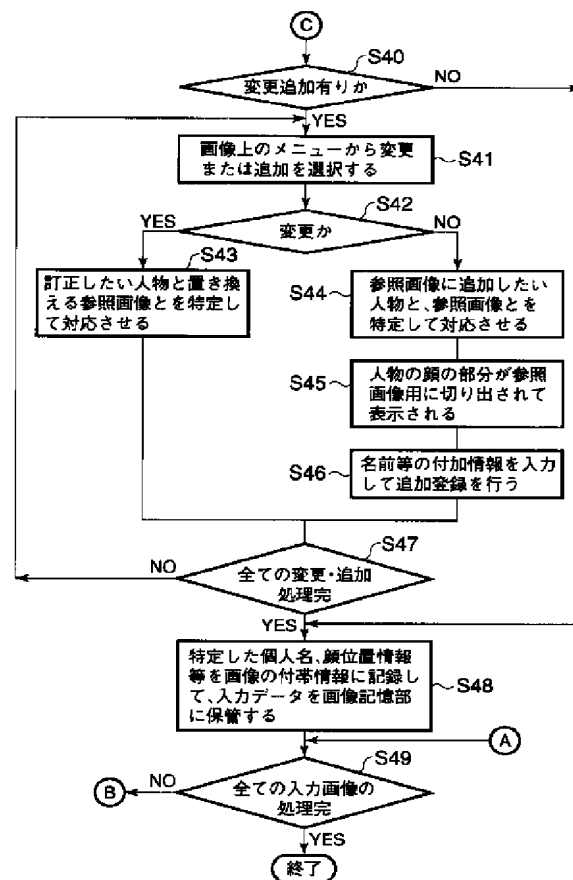 C
S40
変更追加有りか
NO
YES
画像上のメニューから変更
または追加を選択する
S41
S42
変更か
YES
NO
S43
訂正したい人物と置き換
える参照画像とを特定し
て対応させる
S44
参照画像に追加したい
人物と、参照画像とを
特定して対応させる
S45
人物の顔の部分が参照
画像用に切り出されて
表示される
S46
名前等の付加情報を入力
して追加登録を行う
S47
全ての変更・追加
処理完
NO
YES
特定した個人名、顔位置情報
等を画像の付帯情報に記録し
て、入力データを画像記憶部
に保管する
S48
A
S49
全ての入力画像の
処理完
NO
B
YES
終了